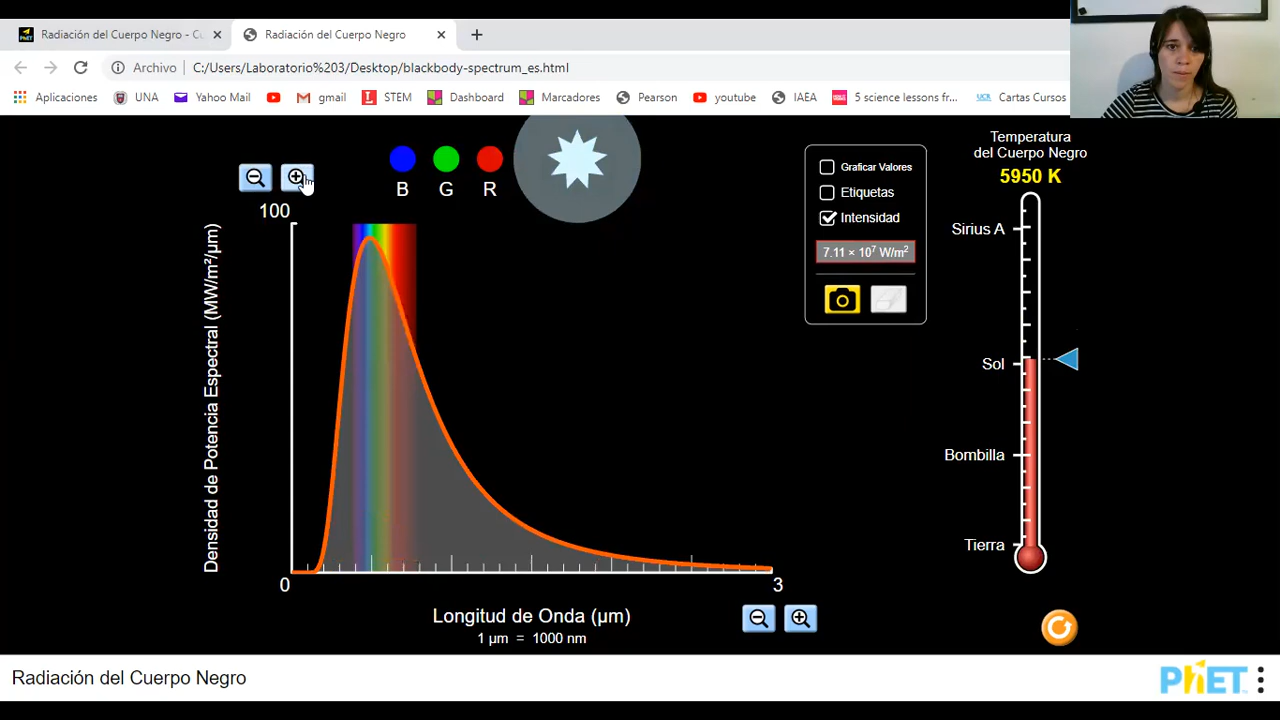 Radiación del Cuerpo Negro - Cu
Radiación del Cuerpo Negro
Archivo
C:/Users/Laboratorio%203/Desktop/blackbody-spectrum_es.html
Aplicaciones
UNA
Yahoo Mail
gmail
STEM
Dashboard
Marcadores
Pearson
youtube
IAEA
5 science lessons fr...
Cartas Cursos
B
G
R
100
Densidad de Potencia Espectral (MW/m²/μm)
0
3
Longitud de Onda (μm)
1 μm = 1000 nm
Graficar Valores
Etiquetas
Intensidad
7.11 × 10⁷ W/m²
Temperatura
del Cuerpo Negro
5950 K
Sirius A
Sol
Bombilla
Tierra
Radiación del Cuerpo Negro
PhET